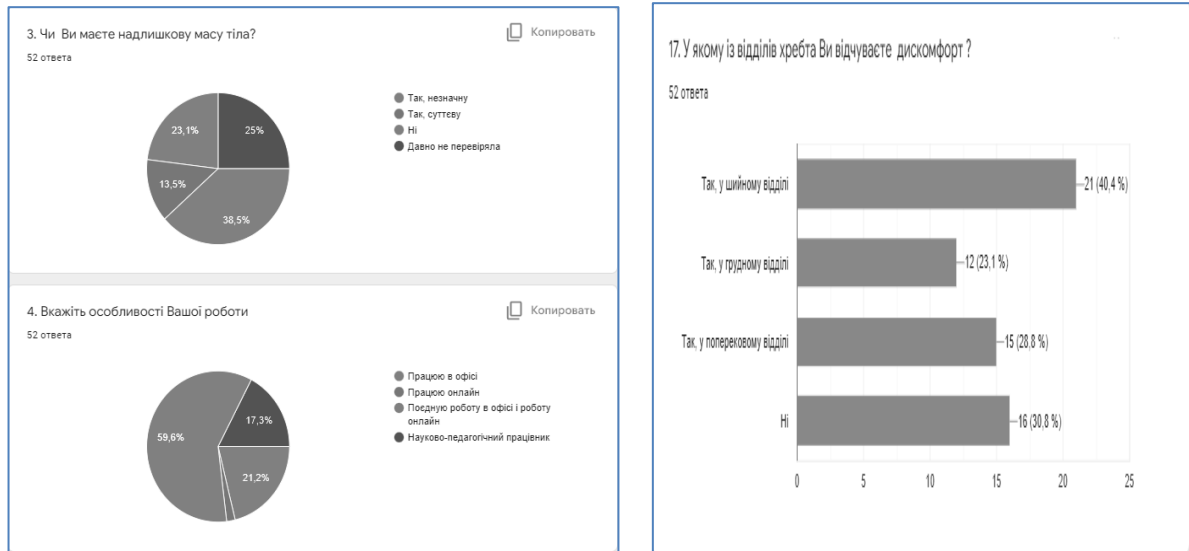 3. Чи Ви маєте надлишкову масу тіла?
Копировать
52 ответа
23,1%
25%
13,5%
38,5%
Так, незначну
Так, суттєву
Ні
Давно не перевіряла
4. Вкажіть особливості Вашої роботи
Копировать
52 ответа
59,6%
17,3%
21,2%
Працюю в офісі
Працюю онлайн
Поєдную роботу в офісі і роботу
онлайн
Науково-педагогічний працівник
17. У якому із відділів хребта Ви відчуваєте дискомфорт ?
52 ответа
Так, у шийному відділі
21 (40,4 %)
Так, у грудному відділі
12 (23,1 %)
Так, у поперековому відділі
15 (28,8 %)
Ні
16 (30,8 %)
0 5 10 15 20 25